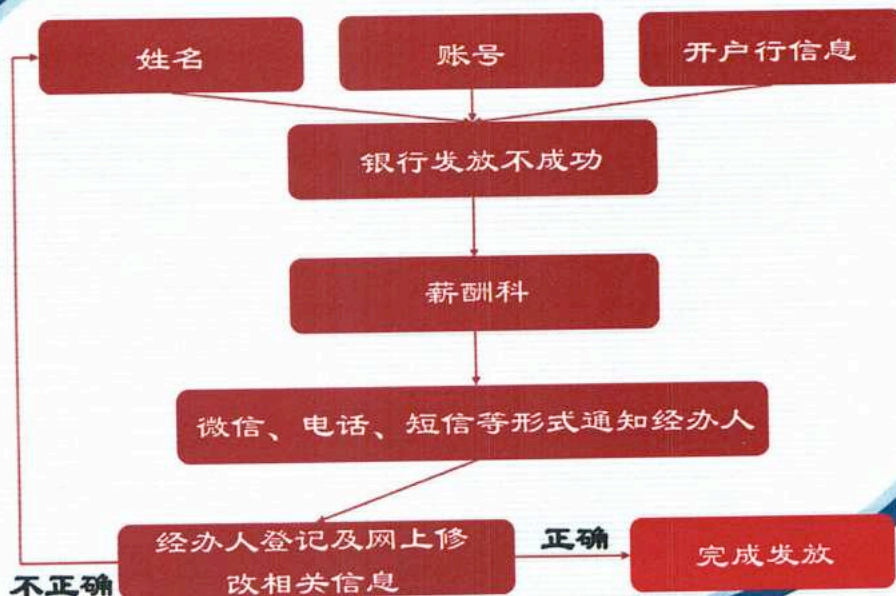 姓名
账号
开户行信息
银行发放不成功
薪酬科
微信、电话、短信等形式通知经办人
经办人登记及网上修
改相关信息
正确
完成发放
不正确